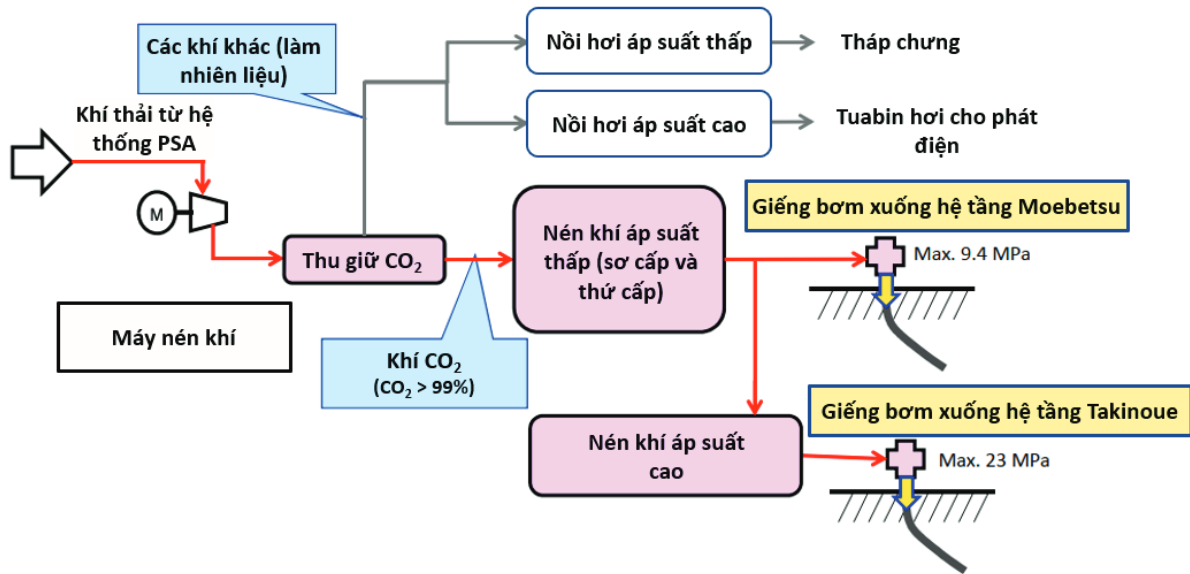 Các khí khác (làm
nhiên liệu)
Nồi hơi áp suất thấp
Tháp chưng
Khí thải từ hệ
thống PSA
Nồi hơi áp suất cao
Tuabin hơi cho phát
điện
M
Giếng bơm xuống hệ tầng Moebetsu
Thu giữ CO₂
Nén khí áp suất
thấp (sơ cấp và
thứ cấp)
Max. 9.4 MPa
Máy nén khí
Khí CO₂
(CO₂ > 99%)
Giếng bơm xuống hệ tầng Takinoue
Nén khí áp suất
cao
Max. 23 MPa